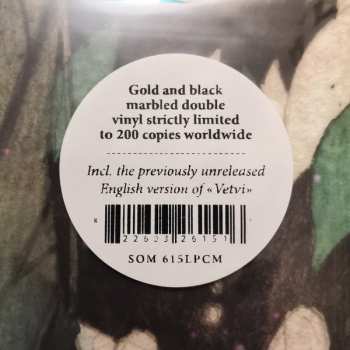 Gold and black
marbled double
vinyl strictly limited
to 200 copies worldwide
Incl. the previously unreleased
English version of «Vetvi»
SOM 615LPCM